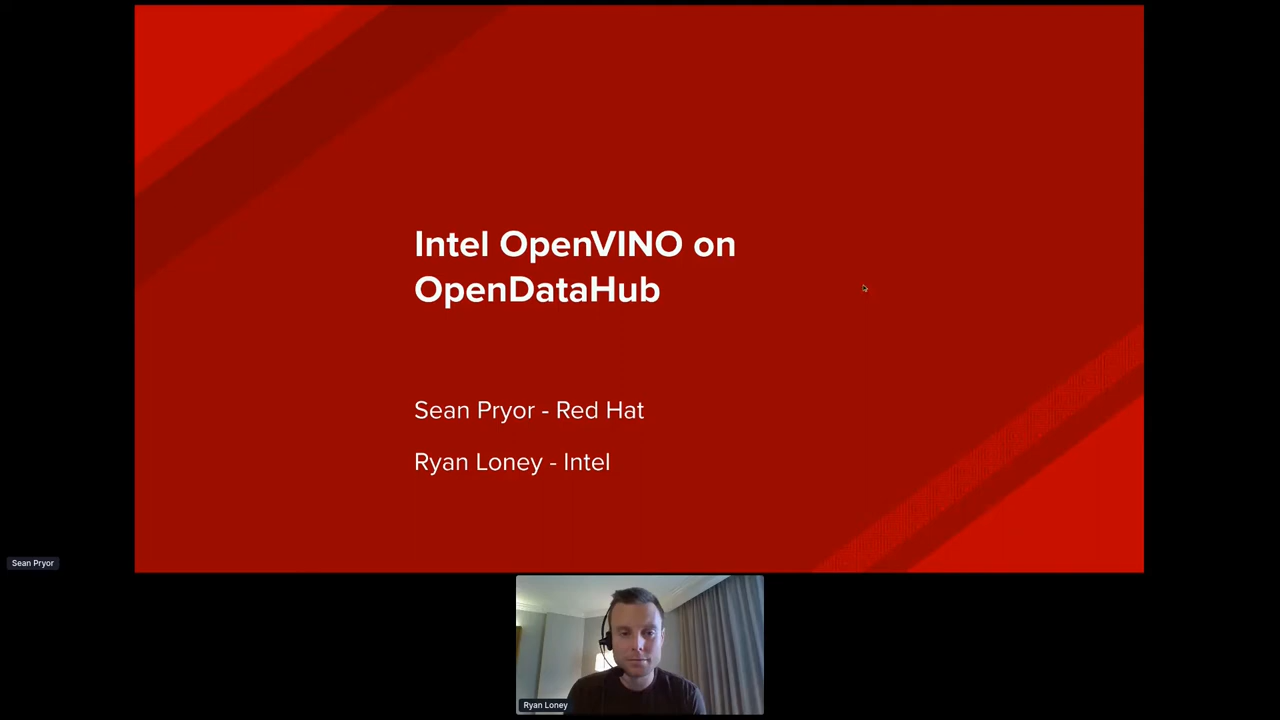 Intel OpenVINO on
OpenDataHub
Sean Pryor - Red Hat
Ryan Loney - Intel
Sean Pryor
Ryan Loney